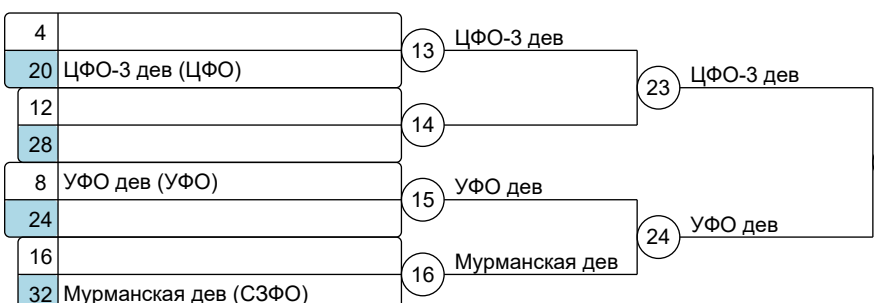 4
13 ЦФО-3 дев
20 ЦФО-3 дев (ЦФО)
23 ЦФО-3 дев
12
14
28
8 УФО дев (УФО)
15 УФО дев
24
24 УФО дев
16
16 Мурманская дев
32 Мурманская дев (СЗФО)